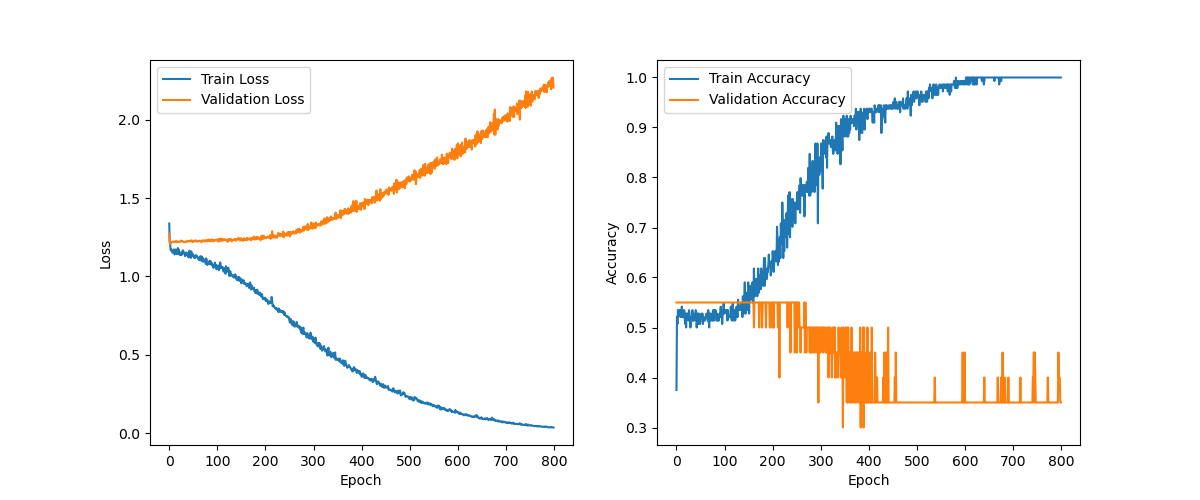 Train Loss
Validation Loss
2.0
1.5
1.0
0.5
0.0
Loss
0 100 200 300 400 500 600 700 800
Epoch
Train Accuracy
Validation Accuracy
1.0
0.9
0.8
0.7
0.6
0.5
0.4
0.3
Accuracy
0 100 200 300 400 500 600 700 800
Epoch